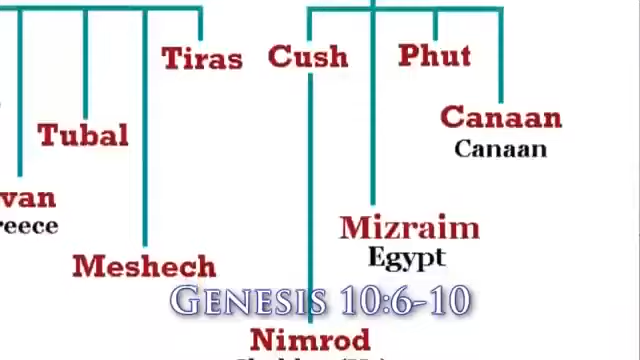 Tiras Cush Phut
Canaan
Canaan
Tubal
van
reece
Mizraim
Egypt
Meshech
GENESIS 10:6-10
Nimrod